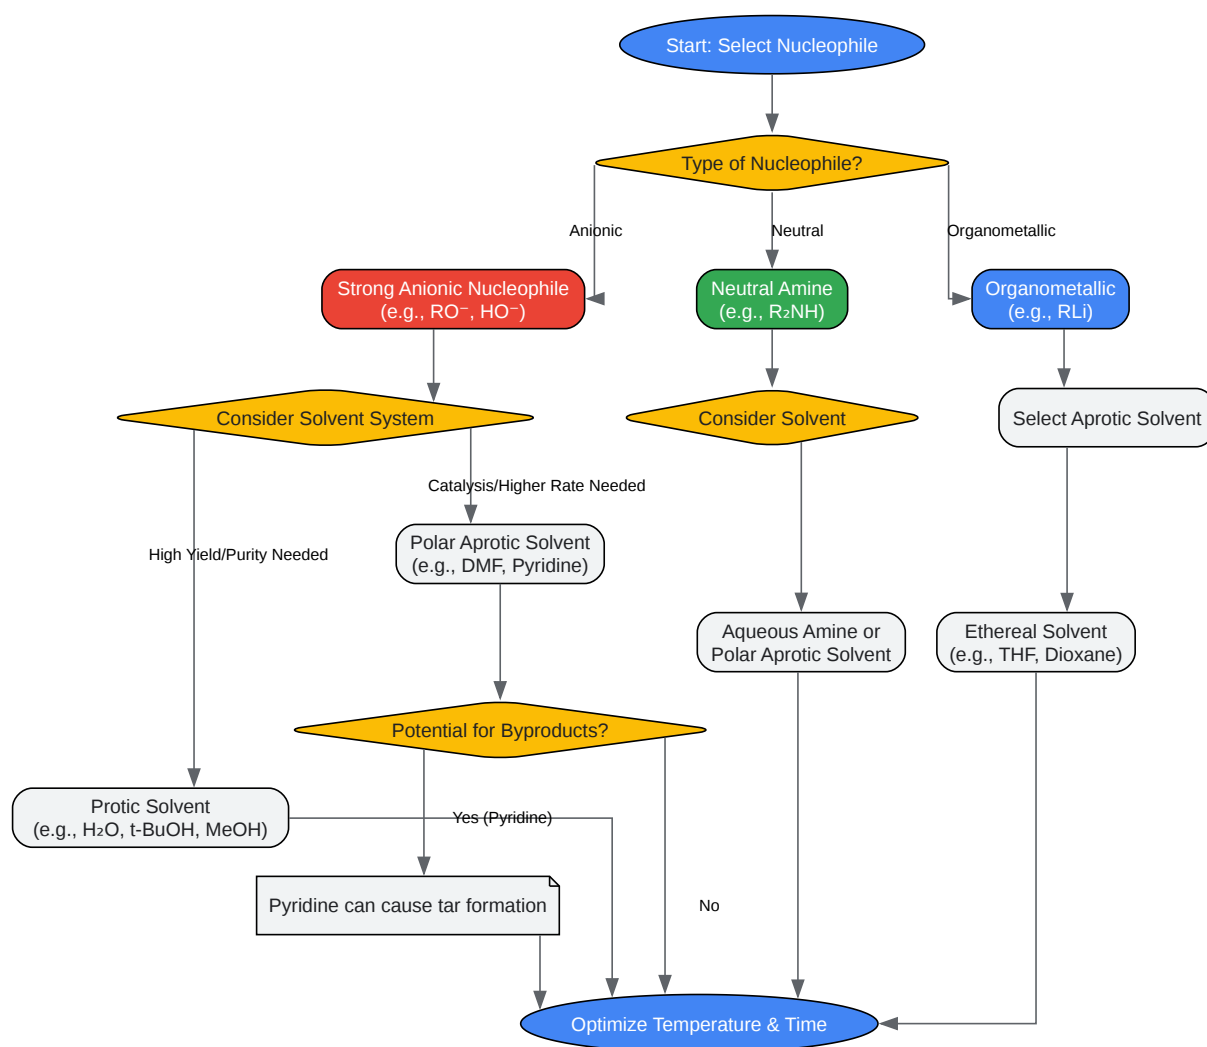 Start: Select Nucleophile
Type of Nucleophile?
Anionic
Neutral
Organometallic
Strong Anionic Nucleophile
(e.g., RO⁻, HO⁻)
Neutral Amine
(e.g., R₂NH)
Organometallic
(e.g., RLi)
Consider Solvent System
Consider Solvent
Select Aprotic Solvent
Catalysis/Higher Rate Needed
High Yield/Purity Needed
Polar Aprotic Solvent
(e.g., DMF, Pyridine)
Aqueous Amine or
Polar Aprotic Solvent
Ethereal Solvent
(e.g., THF, Dioxane)
Potential for Byproducts?
Protic Solvent
(e.g., H₂O, t-BuOH, MeOH)
Yes (Pyridine)
Pyridine can cause tar formation
No
Optimize Temperature & Time